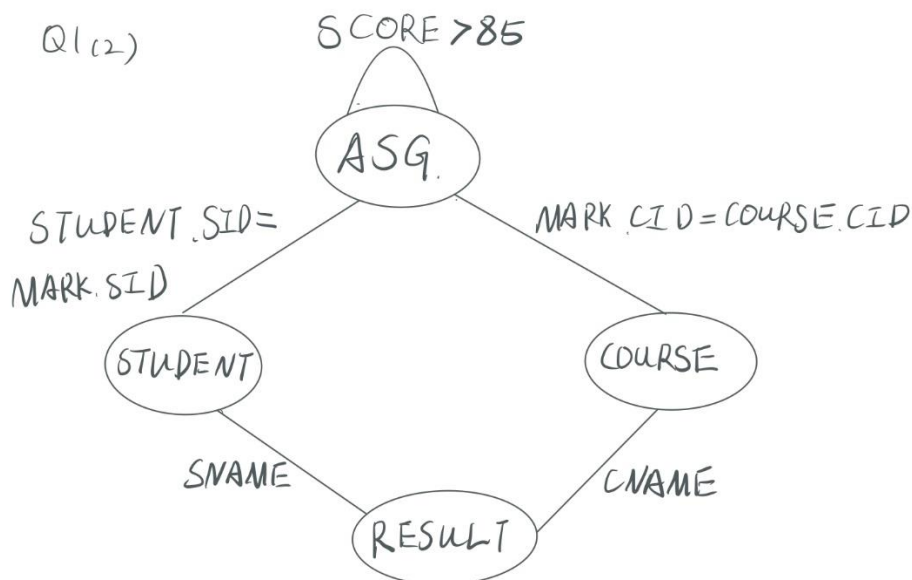 Q1(2)
SCORE>85
ASG.
STUDENT.SID=
MARK.SID
MARK.CID=COURSE.CID
STUDENT
COURSE
SNAME
CNAME
RESULT